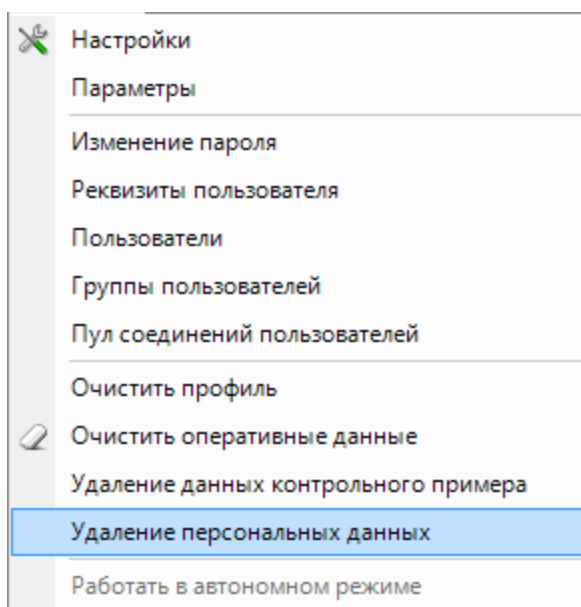 Настройки
Параметры
Изменение пароля
Реквизиты пользователя
Пользователи
Группы пользователей
Пул соединений пользователей
Очистить профиль
Очистить оперативные данные
Удаление данных контрольного примера
Удаление персональных данных
Работать в автономном режиме